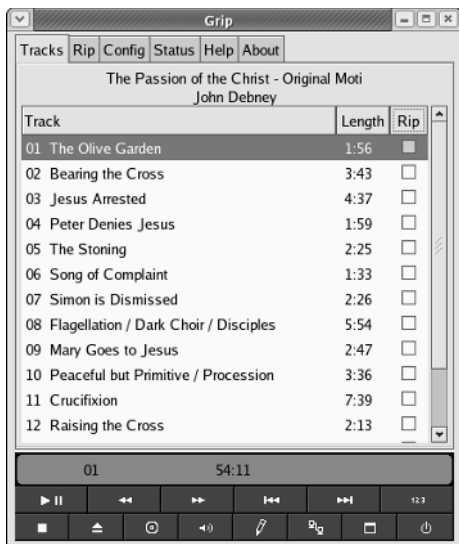 Grip
Tracks Rip Config Status Help About
The Passion of the Christ - Original Moti
John Debney
Track Length Rip
01 The Olive Garden 1:56
02 Bearing the Cross 3:43
03 Jesus Arrested 4:37
04 Peter Denies Jesus 1:59
05 The Stoning 2:25
06 Song of Complaint 1:33
07 Simon is Dismissed 2:26
08 Flagellation / Dark Choir / Disciples 5:54
09 Mary Goes to Jesus 2:47
10 Peaceful but Primitive / Procession 3:36
11 Crucifixion 7:39
12 Raising the Cross 2:13
01 54:11
123